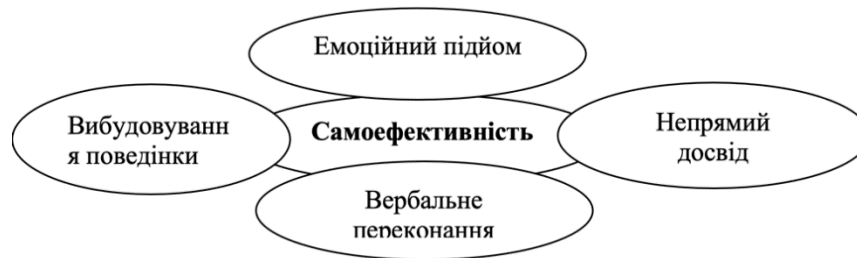 Емоційний підйом
Вибудовуванн
я поведінки
Самоефективність
Непрямий
досвід
Вербальне
переконання